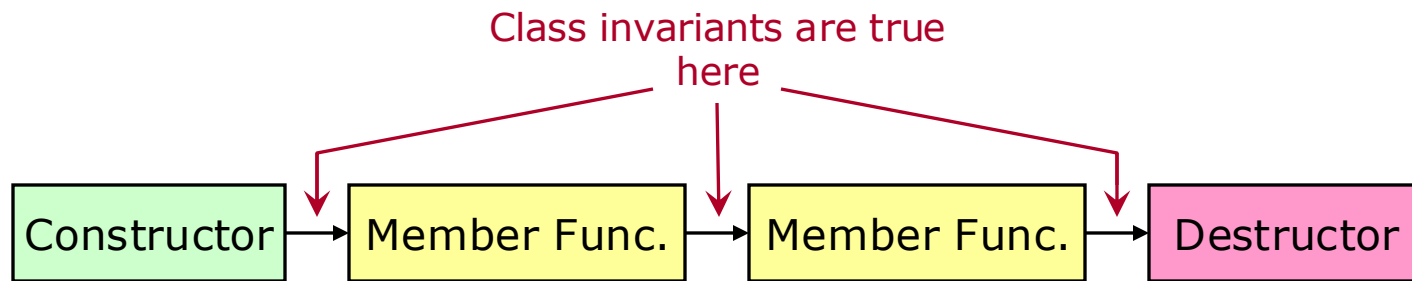 Class invariants are true
here
Constructor
Member Func.
Member Func.
Destructor